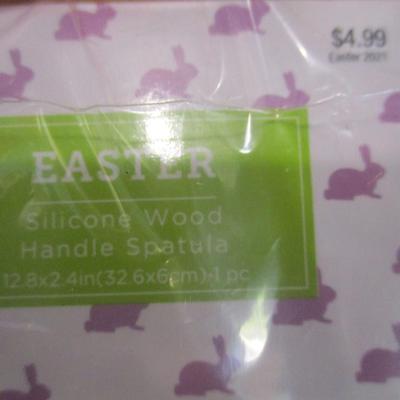 $4.99
Easter 2021
EASTER
Silicone Wood
Handle Spatula
12.8x2.4in(32.6x6cm)•1 pc